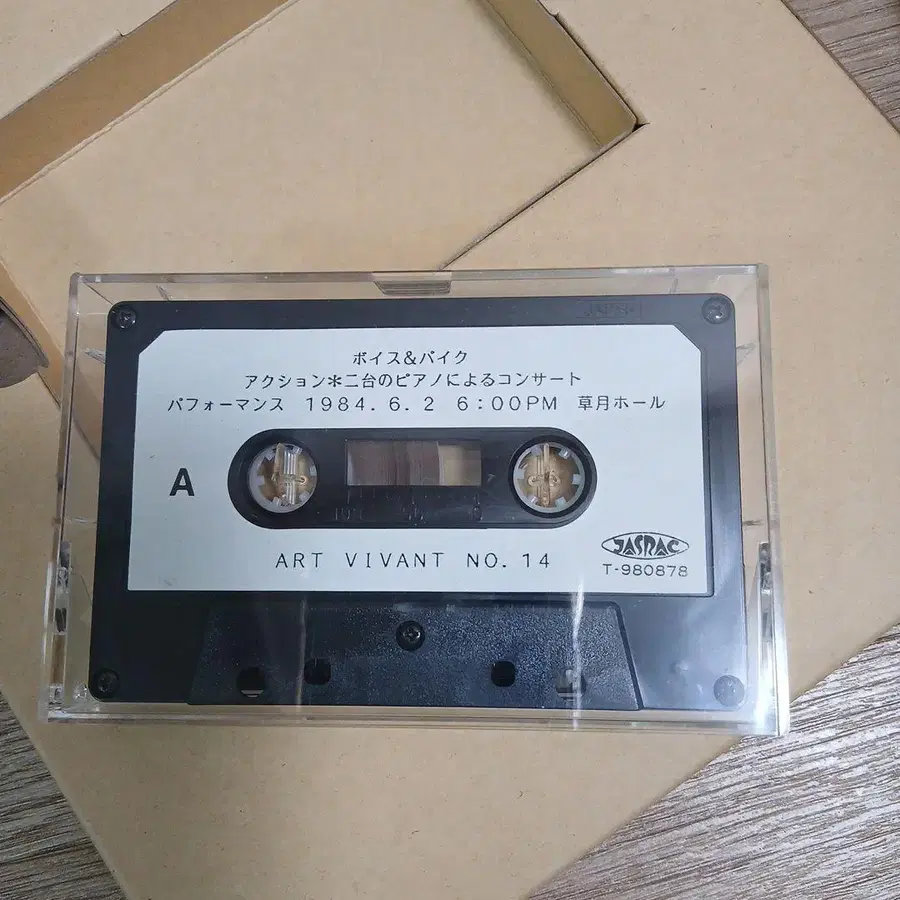 ボイス&パイク
アクション＊二台のピアノによるコンサート
パフォーマンス 1984.6.2 6:00PM 草月ホール
A
ART VIVANT NO.14
JASRAC
T-980878